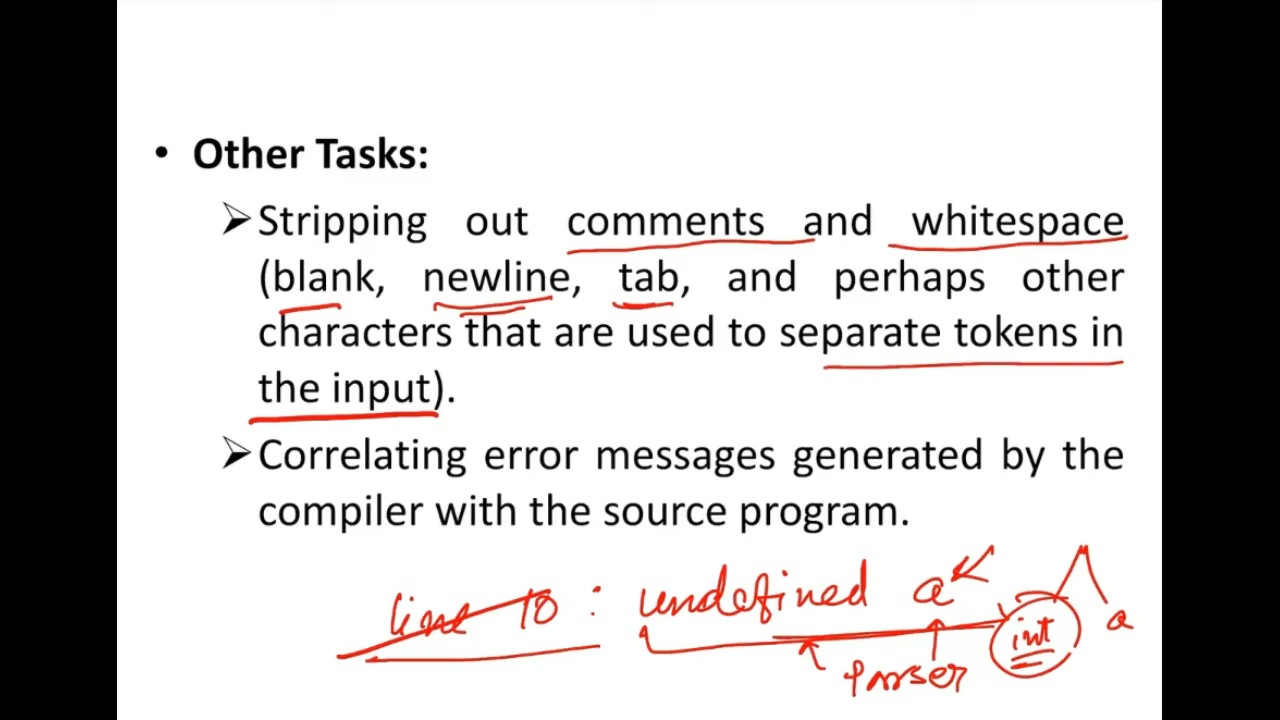 • Other Tasks:
➢Stripping out comments and whitespace
(blank, newline, tab, and perhaps other
characters that are used to separate tokens in
the input).
➢Correlating error messages generated by the
compiler with the source program.
line 10 : undefined a
int a
parser